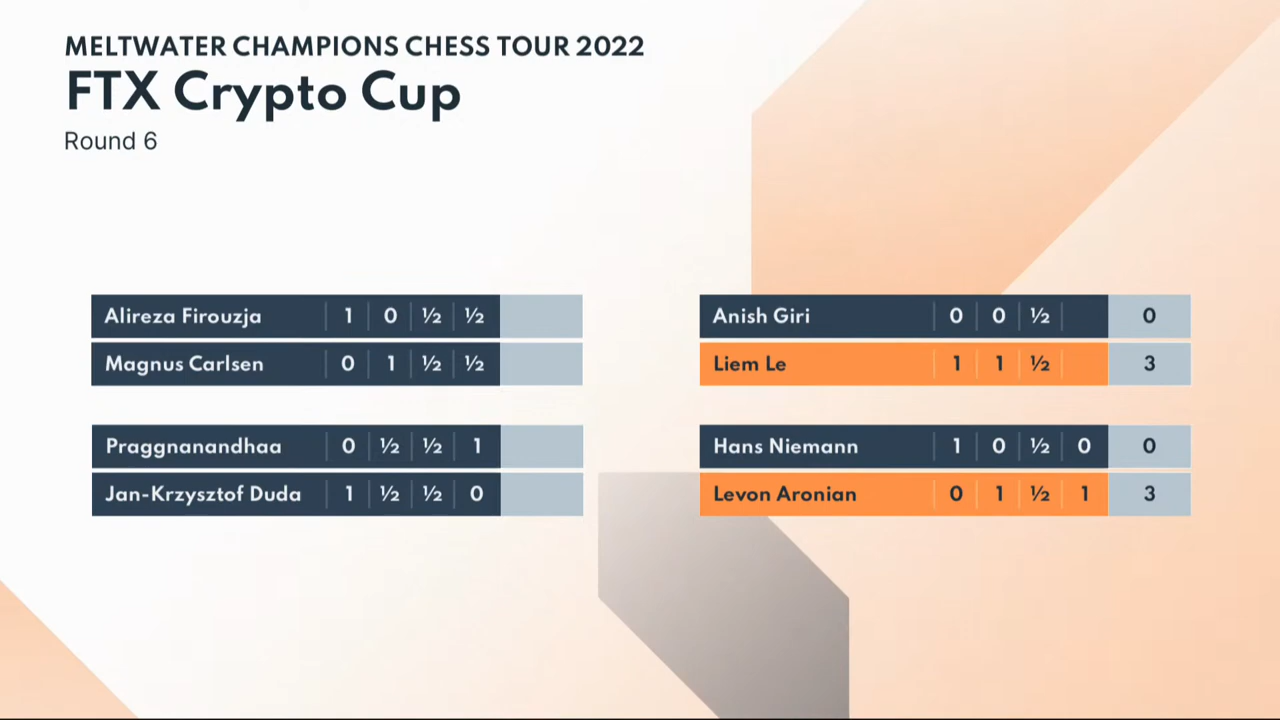 MELTWATER CHAMPIONS CHESS TOUR 2022
FTX Crypto Cup
Round 6
Alireza Firouzja 1 0 ½ ½
Magnus Carlsen 0 1 ½ ½
Praggnanandhaa 0 ½ ½ 1
Jan-Krzysztof Duda 1 ½ ½ 0
Anish Giri 0 0 ½ 0
Liem Le 1 1 ½ 3
Hans Niemann 1 0 ½ 0 0
Levon Aronian 0 1 ½ 1 3